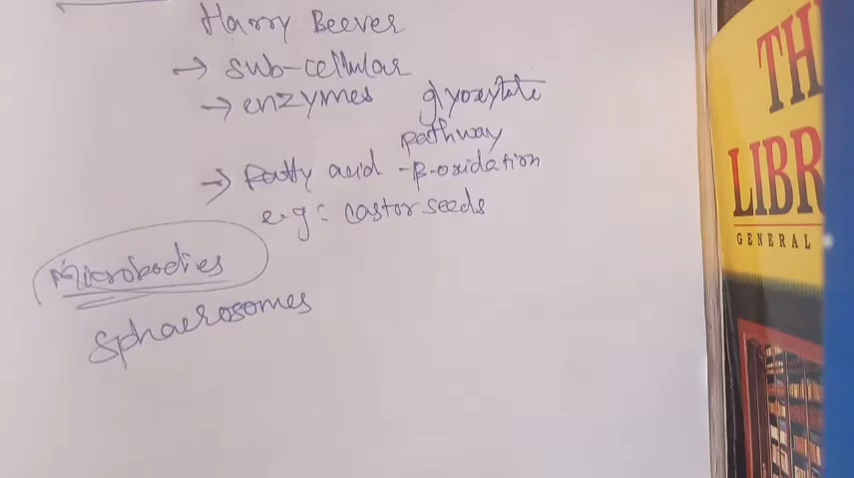 Harry Beever
→ sub-cellular
→ enzymes glyoxylate
pathway
→ Fatty acid - β-oxidation
e.g: castor seeds
Microbodies
Sphaerosomes
TH
LIBR
GENERAL